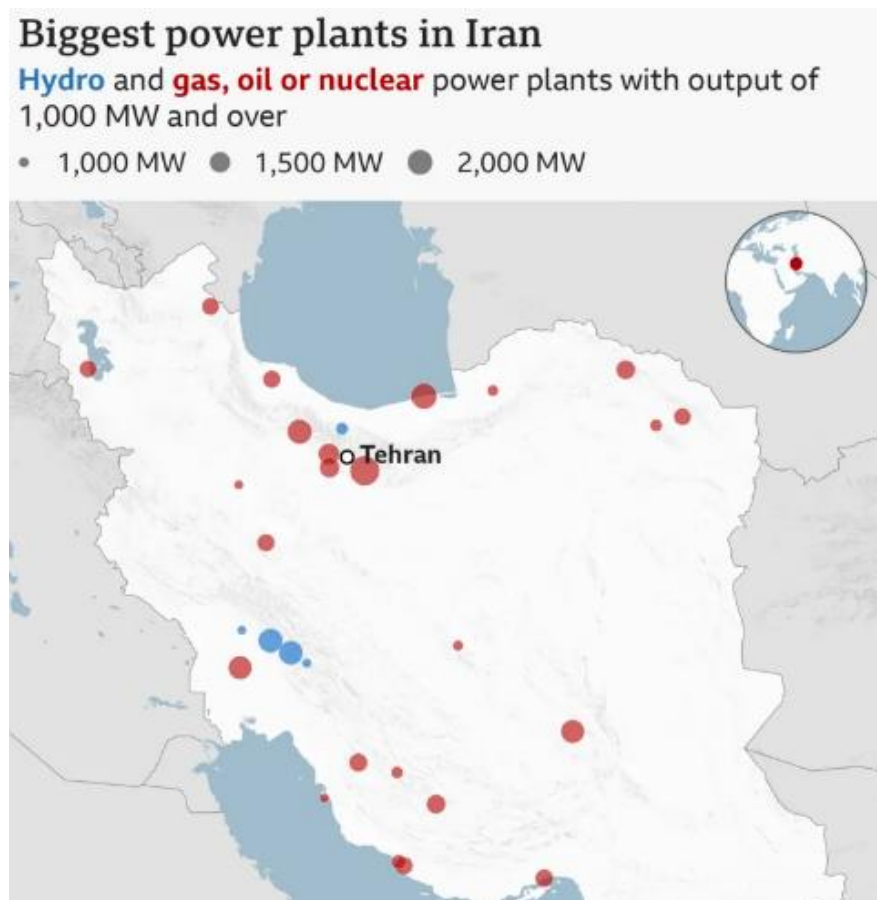 Biggest power plants in Iran
Hydro and gas, oil or nuclear power plants with output of
1,000 MW and over
1,000 MW 1,500 MW 2,000 MW
Tehran